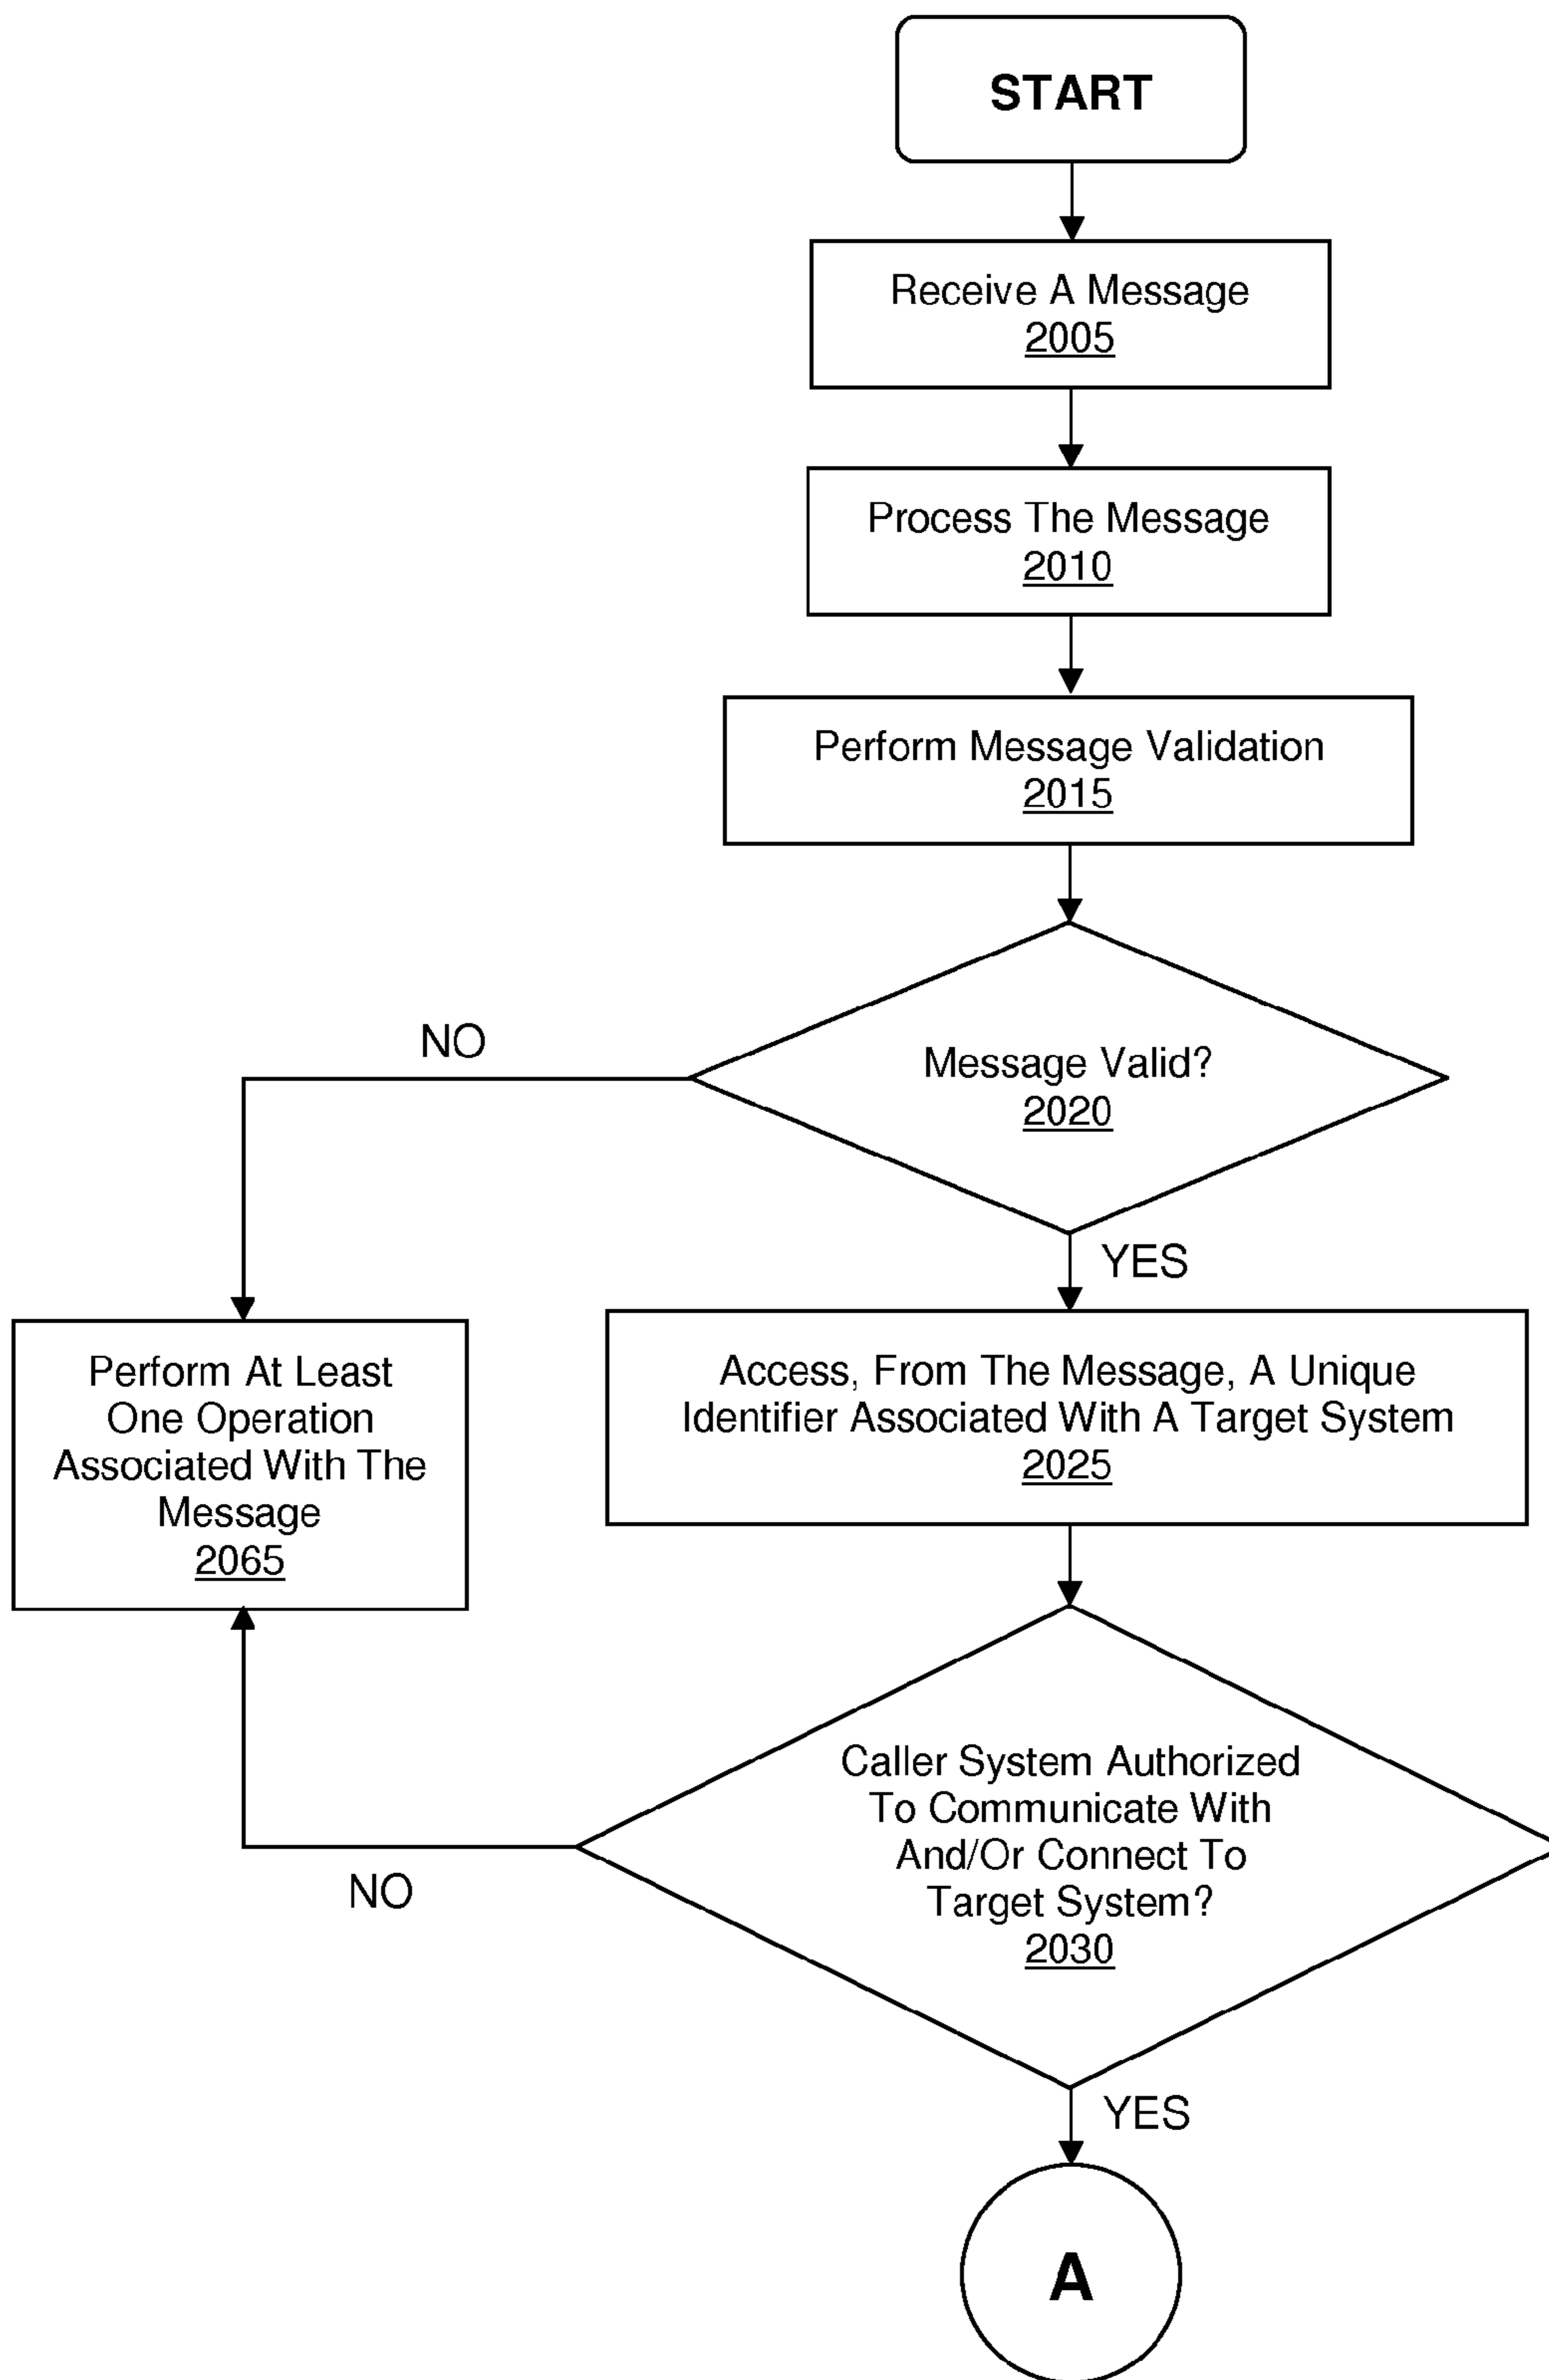 START
Receive A Message
2005
Process The Message
2010
Perform Message Validation
2015
Message Valid?
2020
NO
YES
Perform At Least
One Operation
Associated With The
Message
2065
Access, From The Message, A Unique
Identifier Associated With A Target System
2025
Caller System Authorized
To Communicate With
And/Or Connect To
Target System?
2030
NO
YES
A